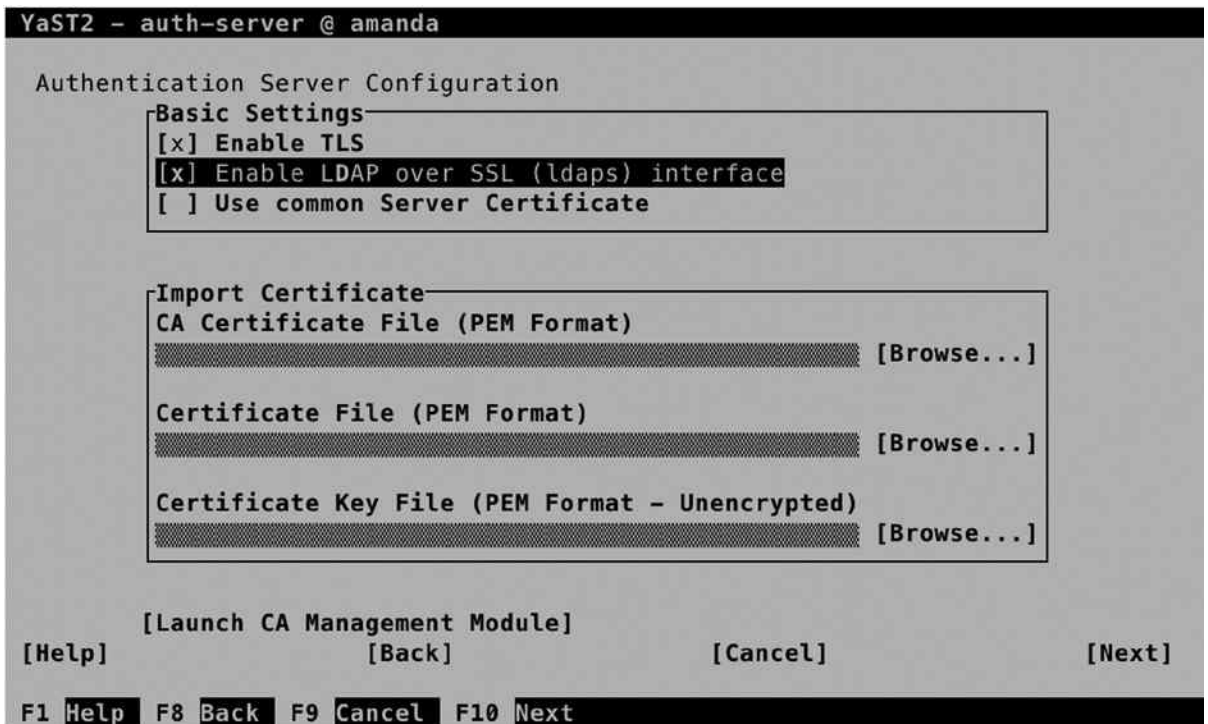 YaST2 - auth-server @ amanda
Authentication Server Configuration
Basic Settings
[x] Enable TLS
[x] Enable LDAP over SSL (ldaps) interface
[ ] Use common Server Certificate
Import Certificate
CA Certificate File (PEM Format)
[Browse...]
Certificate File (PEM Format)
[Browse...]
Certificate Key File (PEM Format - Unencrypted)
[Browse...]
[Launch CA Management Module]
[Help] [Back] [Cancel] [Next]
F1 Help F8 Back F9 Cancel F10 Next